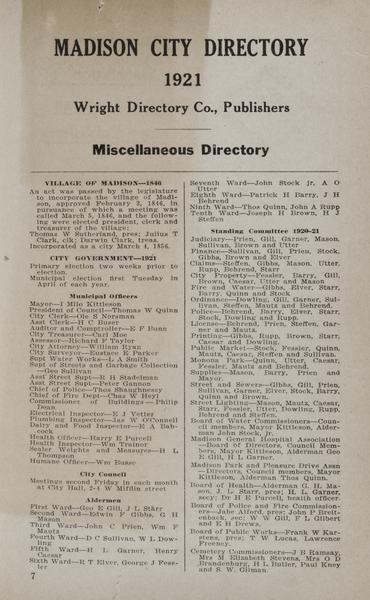 MADISON CITY DIRECTORY
1921
Wright Directory Co., Publishers
Miscellaneous Directory
VILLAGE OF MADISON—1846
An act was passed by the legislature
to incorporate the village of Madi-
son, approved February 3, 1846, in
pursuance of which a meeting was
called March 5, 1846, and the follow-
ing were elected president, clerk and
treasurer of the village:
Thomas W Sutherland, pres; Julius T
Clark, clk; Darwin Clark, treas.
Incorporated as a city March 4, 1856.
CITY GOVERNMENT—1921
Primary election two weeks prior to
election.
Municipal election first Tuesday in
April of each year.
Municipal Officers
Mayor—I Milo Kittleson
President of Council—Thomas W Quinn
City Clerk—Ole S Norsman
Asst City Clerk—H C Buser
Auditor and Comptroller—E F Bunn
City Treasurer—Carl Moe
Assessor—Richard F Taylor
City Attorney—William Ryan
City Surveyor—Eustace E Parker
Supt Water Works—L A Smith
Supt of Streets and Garbage Collection
—Geo Sullivan
Asst Street Supt—H Stadelman
Asst Street Supt—Peter Gannon
Chief of Police—Thos Shaughnessy
Chief of Fire Dept—Chas W Heyl
Commissioner of Buildings—Philip
Dean
Electrical Inspector—E J Vetter
Plumbing Inspector—Jas W O'Connell
Dairy and Food Inspector—E A Bab-
cock
Health Officer—Harry E Purcell
Health Inspector—Wm Trainor
Sealer Weights and Measures—H L
Thompson
Humane Officer—Wm Busse
City Council
Meetings second Friday in each month
at City Hall, 2-4 W Mifflin street
Aldermen
First Ward—Geo E Gill, J L Starr
Second Ward—Edwin F Gibbs, G H
Mason
Third Ward—John C Prien, Wm F
Mautz
Fourth Ward—D C Sullivan, W L Dow-
ling
Fifth Ward—H L Garner, Henry
Caesar
Sixth Ward—R T Elver, George J Fess-
ler
7
Seventh Ward—John Stock jr, A O
Utter
Eighth Ward—Patrick H Barry, J H
Behrend
Ninth Ward—Thos Quinn, John A Rupp
Tenth Ward—Joseph H Brown, H J
Steffen
Standing Committee 1920-21
Judiciary—Prien, Gill, Garner, Mason,
Sullivan, Brown and Utter
Finance—Sullivan, Gill, Prien, Stock,
Gibbs, Brown and Elver
Claims—Steffen, Gibbs, Mason, Utter,
Rupp, Behrend, Starr
City Property—Fessler, Barry, Gill,
Brown, Caesar, Utter and Mason
Fire and Water—Gibbs, Elver, Starr,
Barry, Quinn and Stock
Ordinance—Dowling, Gill, Garner, Sul-
livan, Steffen, Mautz and Behrend.
Police—Behrend, Barry, Elver, Starr,
Stock, Dowling and Rupp.
License—Behrend, Prien, Steffen, Gar-
ner and Mautz.
Printing—Gibbs, Rupp, Brown, Starr,
Caesar and Dowling.
Public Market—Stock, Fessler, Quinn,
Mautz, Caesar, Steffen and Sullivan.
Monona Park—Quinn, Utter, Caesar,
Fessler, Mautz and Behrend.
Supplies—Mason, Barry, Prien and
Mayor.
Street and Sewers—Gibbs, Gill, Prien,
Sullivan, Garner, Elver, Stock, Barry,
Quinn and Brown.
Street Lighting—Mason, Mautz, Caesar,
Starr, Fessler, Utter, Dowling, Rupp,
Behrend and Steffen.
Board of Water Commissioners—Coun-
cil members, Mayor Kittleson, Alder-
man John Stock, jr.
Madison General Hospital Association
—Board of Directors, Council Mem-
bers, Mayor Kittleson, Alderman Geo
E Gill, H L Garner.
Madison Park and Pleasure Drive Assn
—Directors, Council members, Mayor
Kittleson, Alderman Thos Quinn.
Board of Health—Alderman G. H. Ma-
son, J. L. Starr, pres; H. L. Garner,
secy; Dr H E Purcell, health officer.
Board of Police and Fire Commission-
ers—Jake Alford, pres; John P Breit-
enbach, sec; W W Gill, F L Gilbert
and E H Drews.
Board of Public Works—Frank W Kar-
stens, pres; T W Lucas, Lawrence
Freeney.
Cemetery Commissioners—J B Ramsay,
Mrs M Elizabeth Stevens, Mrs O D
Brandenburg, H L Butler, Paul Kney
and S. W. Gilman.